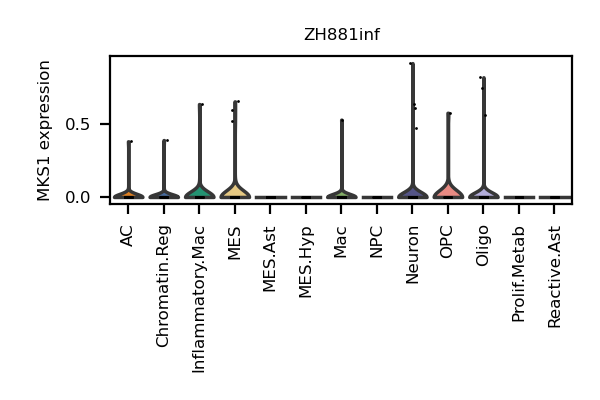 ZH881inf
MKS1 expression
0.5
0.0
AC
Chromatin.Reg
Inflammatory.Mac
MES
MES.Ast
MES.Hyp
Mac
NPC
Neuron
OPC
Oligo
Prolif.Metab
Reactive.Ast